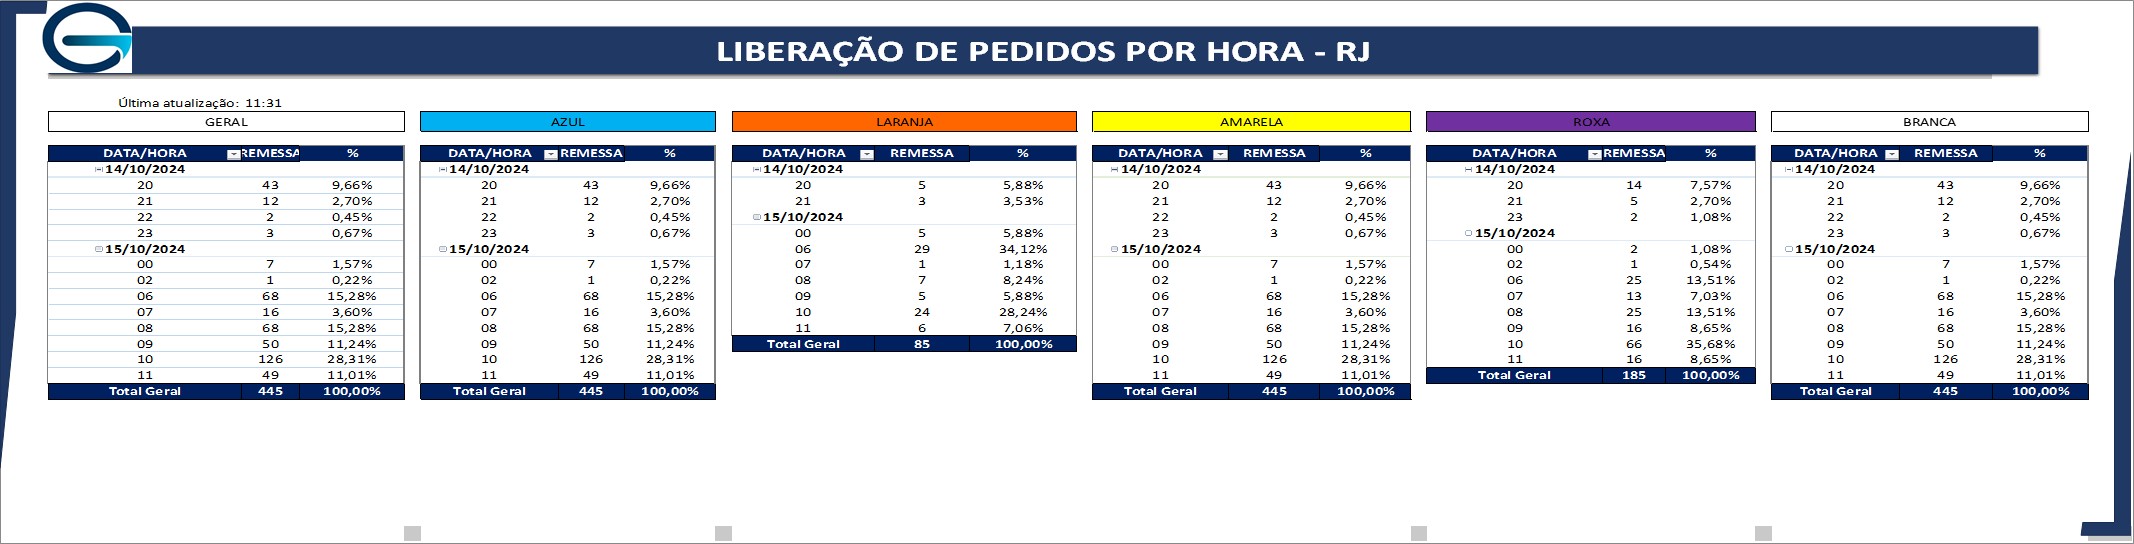 LIBERAÇÃO DE PEDIDOS POR HORA - RJ
Última atualização: 11:31
GERAL
DATA/HORA REMESSA %
14/10/2024
20 43 9,66%
21 12 2,70%
22 2 0,45%
23 3 0,67%
15/10/2024
00 7 1,57%
02 1 0,22%
06 68 15,28%
07 16 3,60%
08 68 15,28%
09 50 11,24%
10 126 28,31%
11 49 11,01%
Total Geral 445 100,00%
AZUL
DATA/HORA REMESSA %
14/10/2024
20 43 9,66%
21 12 2,70%
22 2 0,45%
23 3 0,67%
15/10/2024
00 7 1,57%
02 1 0,22%
06 68 15,28%
07 16 3,60%
08 68 15,28%
09 50 11,24%
10 126 28,31%
11 49 11,01%
Total Geral 445 100,00%
LARANJA
DATA/HORA REMESSA %
14/10/2024
20 5 5,88%
21 3 3,53%
15/10/2024
00 5 5,88%
06 29 34,12%
07 1 1,18%
08 7 8,24%
09 5 5,88%
10 24 28,24%
11 6 7,06%
Total Geral 85 100,00%
AMARELA
DATA/HORA REMESSA %
14/10/2024
20 43 9,66%
21 12 2,70%
22 2 0,45%
23 3 0,67%
15/10/2024
00 7 1,57%
02 1 0,22%
06 68 15,28%
07 16 3,60%
08 68 15,28%
09 50 11,24%
10 126 28,31%
11 49 11,01%
Total Geral 445 100,00%
ROXA
DATA/HORA REMESSA %
14/10/2024
20 14 7,57%
21 5 2,70%
23 2 1,08%
15/10/2024
00 2 1,08%
02 1 0,54%
06 25 13,51%
07 13 7,03%
08 25 13,51%
09 16 8,65%
10 66 35,68%
11 16 8,65%
Total Geral 185 100,00%
BRANCA
DATA/HORA REMESSA %
14/10/2024
20 43 9,66%
21 12 2,70%
22 2 0,45%
23 3 0,67%
15/10/2024
00 7 1,57%
02 1 0,22%
06 68 15,28%
07 16 3,60%
08 68 15,28%
09 50 11,24%
10 126 28,31%
11 49 11,01%
Total Geral 445 100,00%